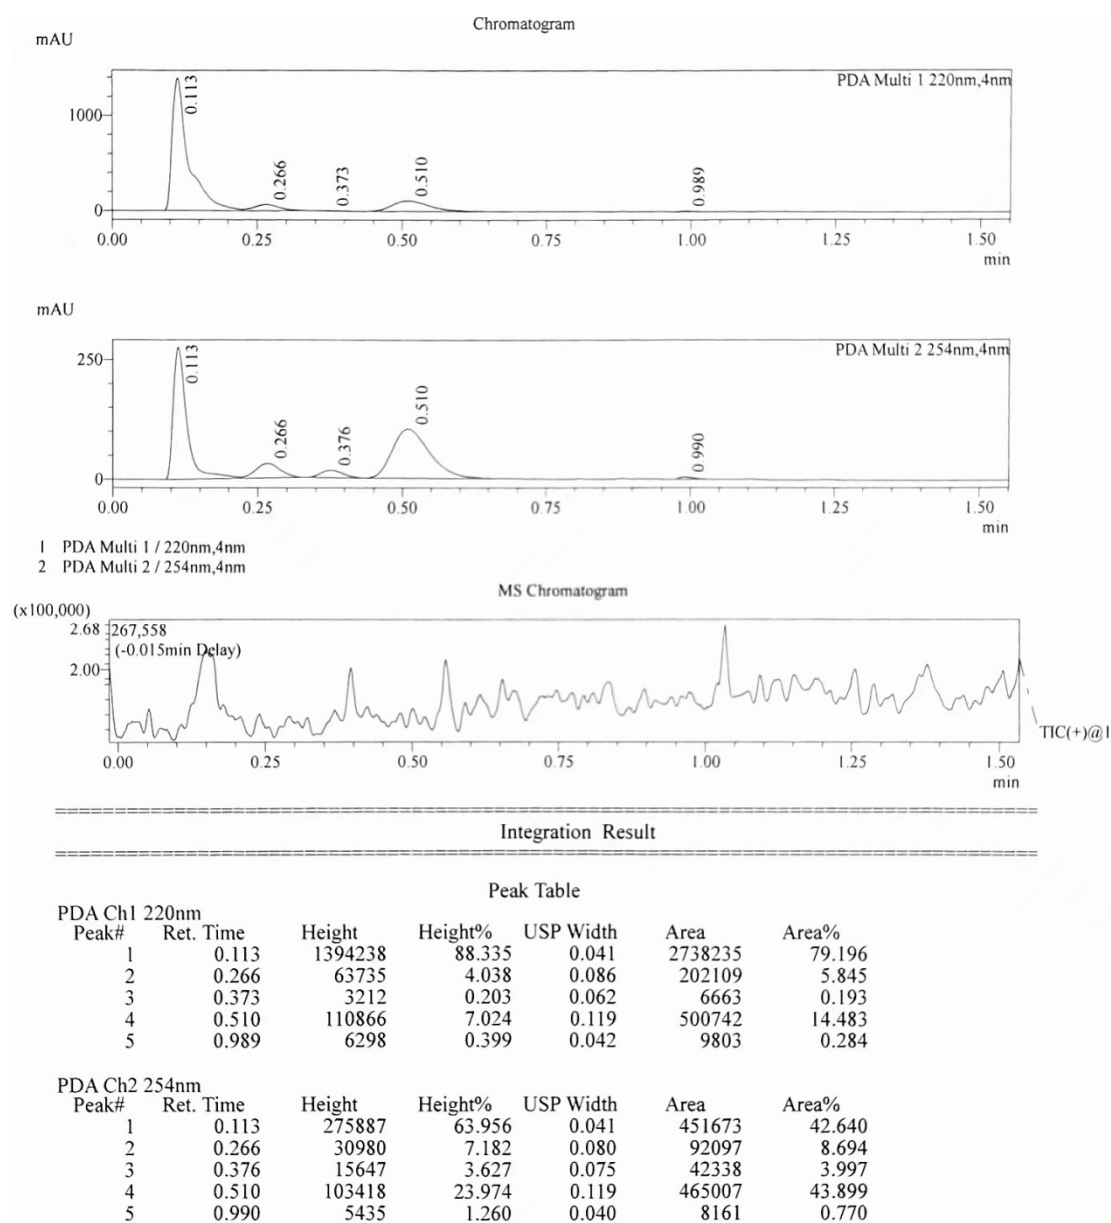 Chromatogram
mAU
PDA Multi 1 220nm,4nm
0.113
0.266
0.373
0.510
0.989
1000
0
0.00 0.25 0.50 0.75 1.00 1.25 1.50
min
mAU
PDA Multi 2 254nm,4nm
0.113
0.266
0.376
0.510
0.990
250
0
0.00 0.25 0.50 0.75 1.00 1.25 1.50
min
1 PDA Multi 1 / 220nm,4nm
2 PDA Multi 2 / 254nm,4nm
MS Chromatogram
(x100,000)
2.68 267,558
(-0.015min Delay)
2.00
TIC(+)@1
0.00 0.25 0.50 0.75 1.00 1.25 1.50
min
Integration Result
Peak Table
PDA Ch1 220nm
Peak# Ret. Time Height Height% USP Width Area Area%
1 0.113 1394238 88.335 0.041 2738235 79.196
2 0.266 63735 4.038 0.086 202109 5.845
3 0.373 3212 0.203 0.062 6663 0.193
4 0.510 110866 7.024 0.119 500742 14.483
5 0.989 6298 0.399 0.042 9803 0.284
PDA Ch2 254nm
Peak# Ret. Time Height Height% USP Width Area Area%
1 0.113 275887 63.956 0.041 451673 42.640
2 0.266 30980 7.182 0.080 92097 8.694
3 0.376 15647 3.627 0.075 42338 3.997
4 0.510 103418 23.974 0.119 465007 43.899
5 0.990 5435 1.260 0.040 8161 0.770